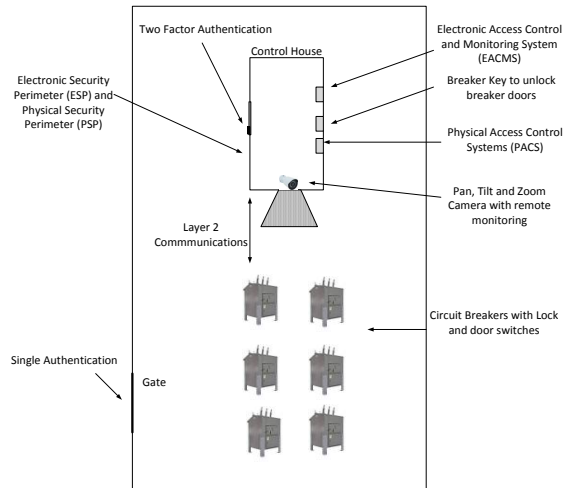 Two Factor Authentication
Control House
Electronic Access Control
and Monitoring System
(EACMS)
Electronic Security
Perimeter (ESP) and
Physical Security
Perimeter (PSP)
Breaker Key to unlock
breaker doors
Physical Access Control
Systems (PACS)
Pan, Tilt and Zoom
Camera with remote
monitoring
Layer 2
Commmunications
Circuit Breakers with Lock
and door switches
Single Authentication
Gate